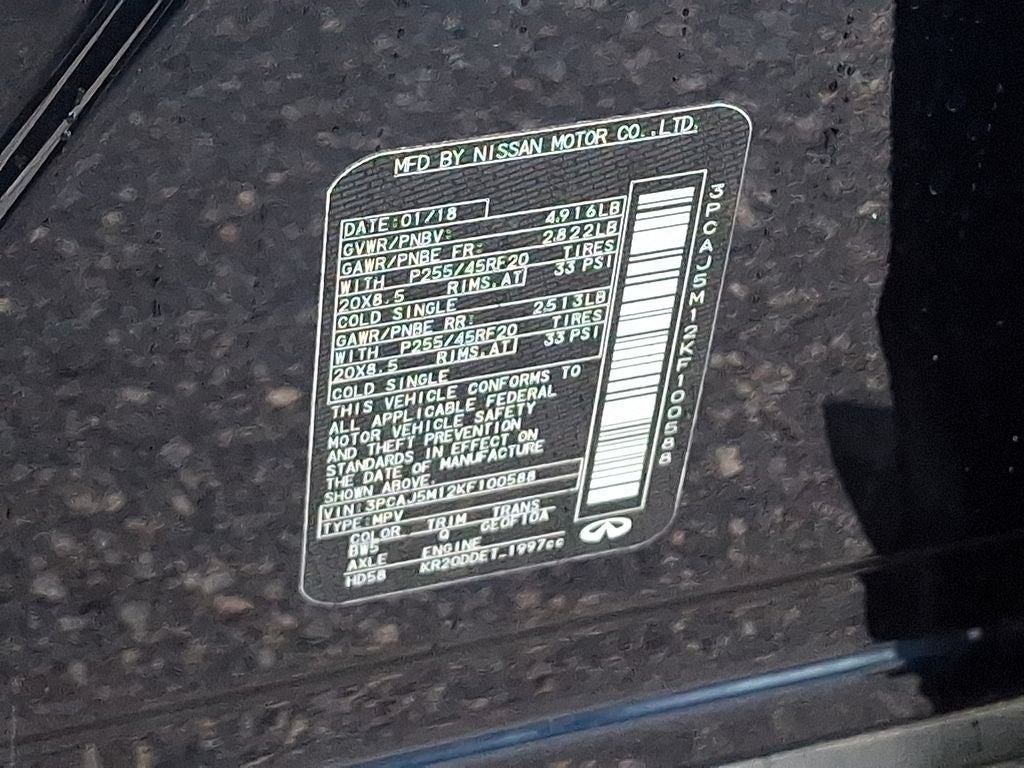 MFD BY NISSAN MOTOR CO.,LTD.
DATE:01/18
GVWR/PNBV: 4,916LB
GAWR/PNBE FR: 2,822LB
WITH P255/45RF20 TIRES
20X8.5 RIMS,AT 33 PSI
COLD SINGLE
GAWR/PNBE RR: 2,513LB
WITH P255/45RF20 TIRES
20X8.5 RIMS,AT 33 PSI
COLD SINGLE
THIS VEHICLE CONFORMS TO
ALL APPLICABLE FEDERAL
MOTOR VEHICLE SAFETY
AND THEFT PREVENTION
STANDARDS IN EFFECT ON
THE DATE OF MANUFACTURE
SHOWN ABOVE.
VIN:3PCAJ5M12KF100588
TYPE:MPV
COLOR TRIM TRANS
BW5 Q GE0F10A
AXLE ENGINE
HD58 KR20DDET-1997cc
3PCAJ5M12KF100588